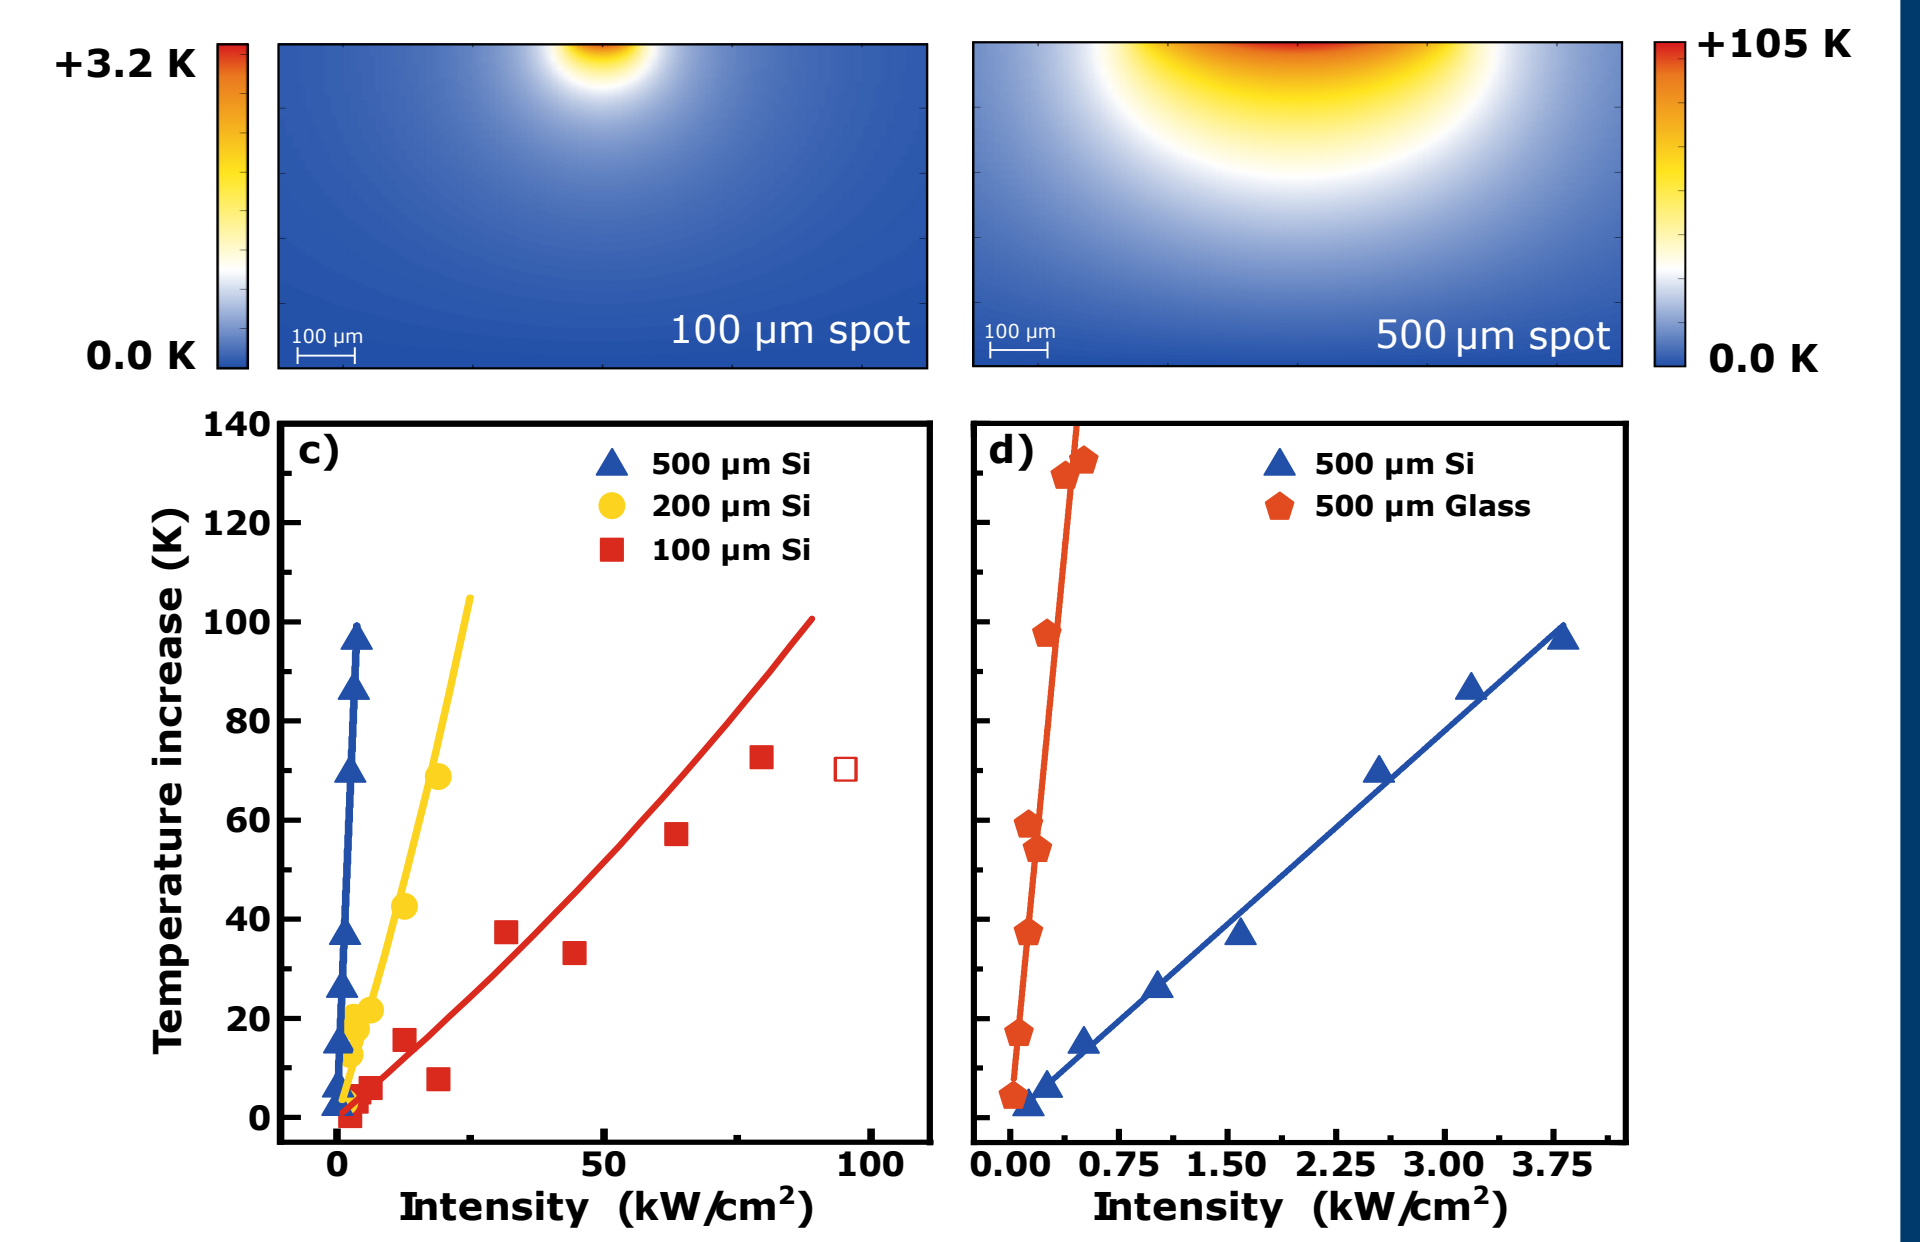 +3.2 K
0.0 K
100 µm
100 µm spot
+105 K
0.0 K
100 µm
500 µm spot
c)
500 µm Si
200 µm Si
100 µm Si
Temperature increase (K)
140
120
100
80
60
40
20
0
0 50 100
Intensity (kW/cm²)
d)
500 µm Si
500 µm Glass
0.00 0.75 1.50 2.25 3.00 3.75
Intensity (kW/cm²)